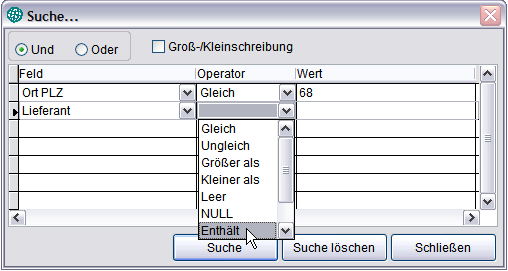 Suche...
Und Oder Groß-/Kleinschreibung
Feld Operator Wert
Ort PLZ Gleich 68
Lieferant
Gleich
Ungleich
Größer als
Kleiner als
Leer
NULL
Enthält
Suche Suche löschen Schließen